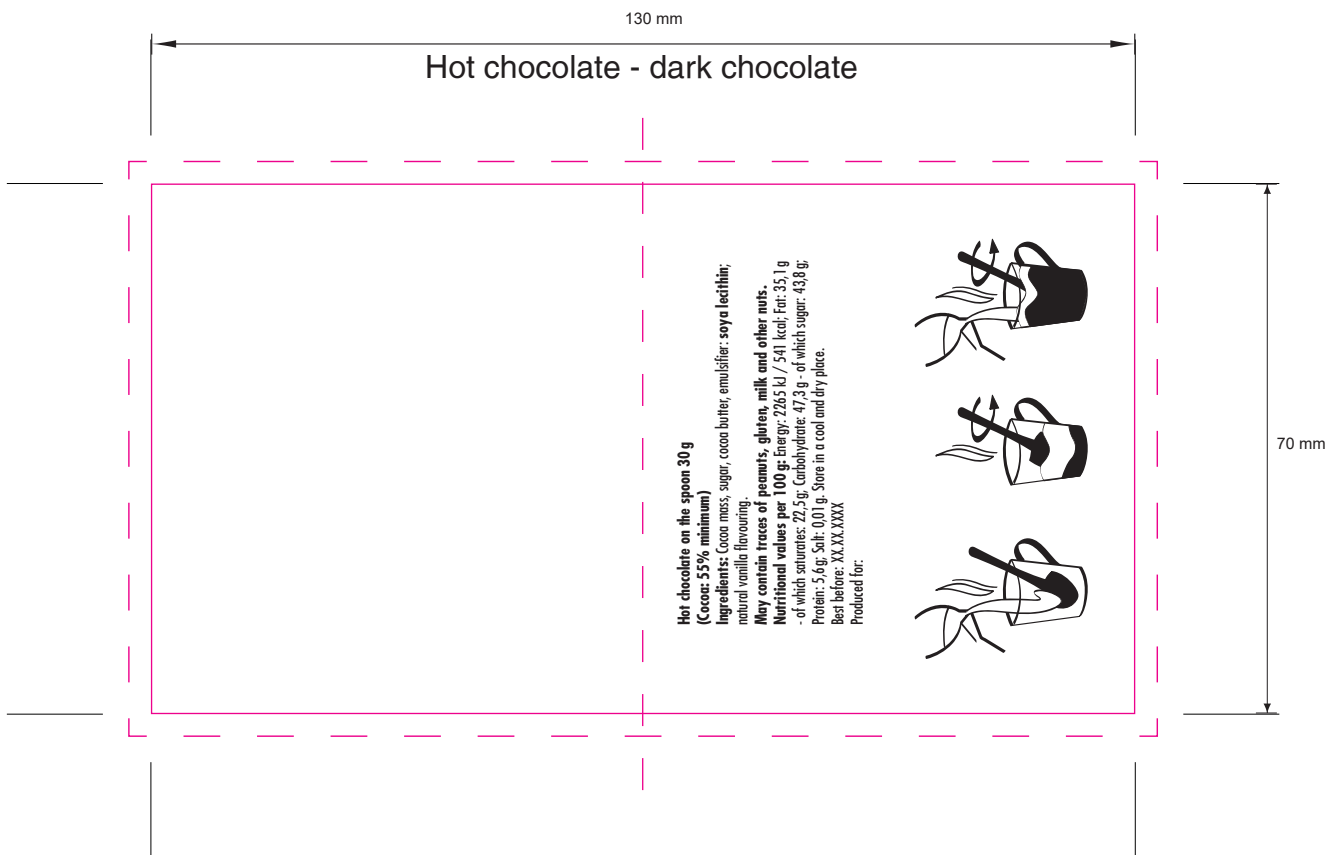 130 mm
Hot chocolate - dark chocolate
Hot chocolate on the spoon 30 g
(Cocoa: 55% minimum)
Ingredients: Cocoa mass, sugar, cocoa butter, emulsifier: soya lecithin;
natural vanilla flavouring.
May contain traces of peanuts, gluten, milk and other nuts.
Nutritional values per 100 g: Energy: 2265 kJ / 541 kcal; Fat: 35,1 g
- of which saturates: 22,5g; Carbohydrate: 47,3 g - of which sugar: 43,8 g;
Protein: 5,6g; Salt: 0,01g. Store in a cool and dry place.
Best before: XX.XX.XXXX
Produced for:
70 mm